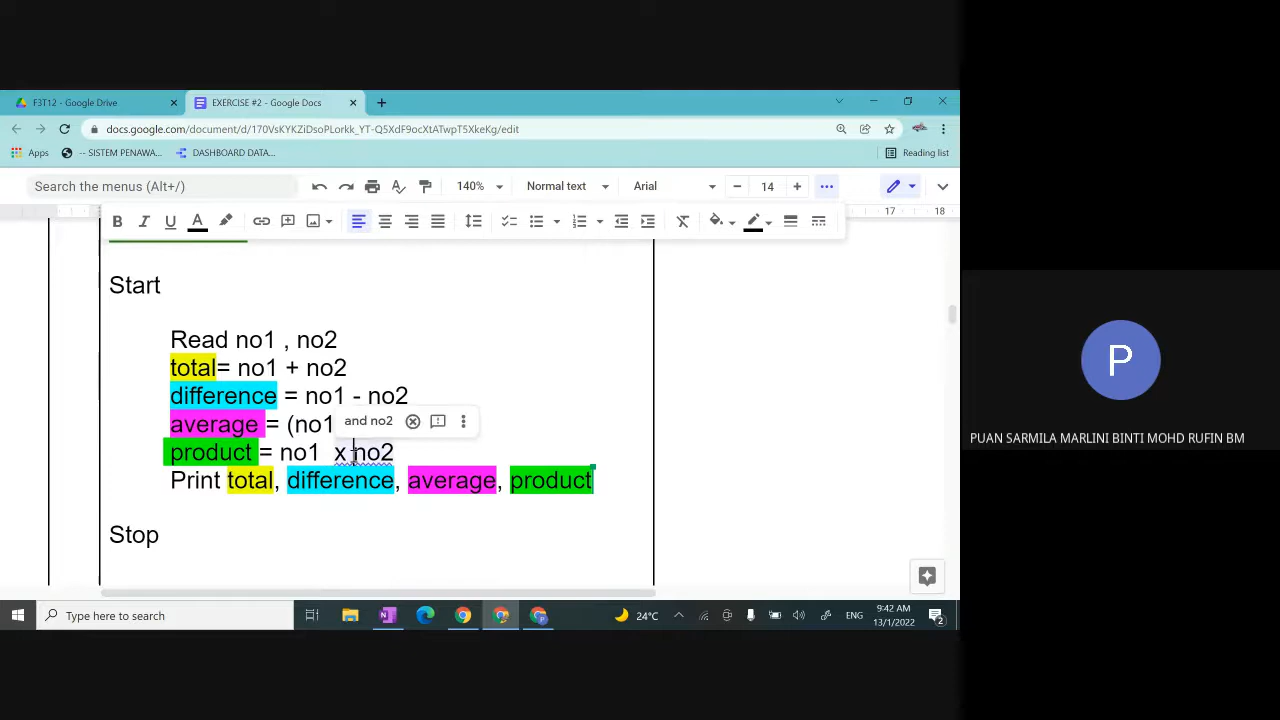 F3T12 - Google Drive
EXERCISE #2 - Google Docs
docs.google.com/document/d/170VsKYKZiDsoPLorkk_YT-Q5XdF9ocXtATwpT5XkeKg/edit
Apps
-- SISTEM PENAWA...
DASHBOARD DATA...
Reading list
Search the menus (Alt+/)
140%
Normal text
Arial
14
B I U A
17 18
Start
Read no1 , no2
total= no1 + no2
difference = no1 - no2
average = (no1
and no2
product = no1 x no2
Print total, difference, average, product
Stop
P
PUAN SARMILA MARLINI BINTI MOHD RUFIN BM
Type here to search
24°C
ENG
9:42 AM
13/1/2022
2